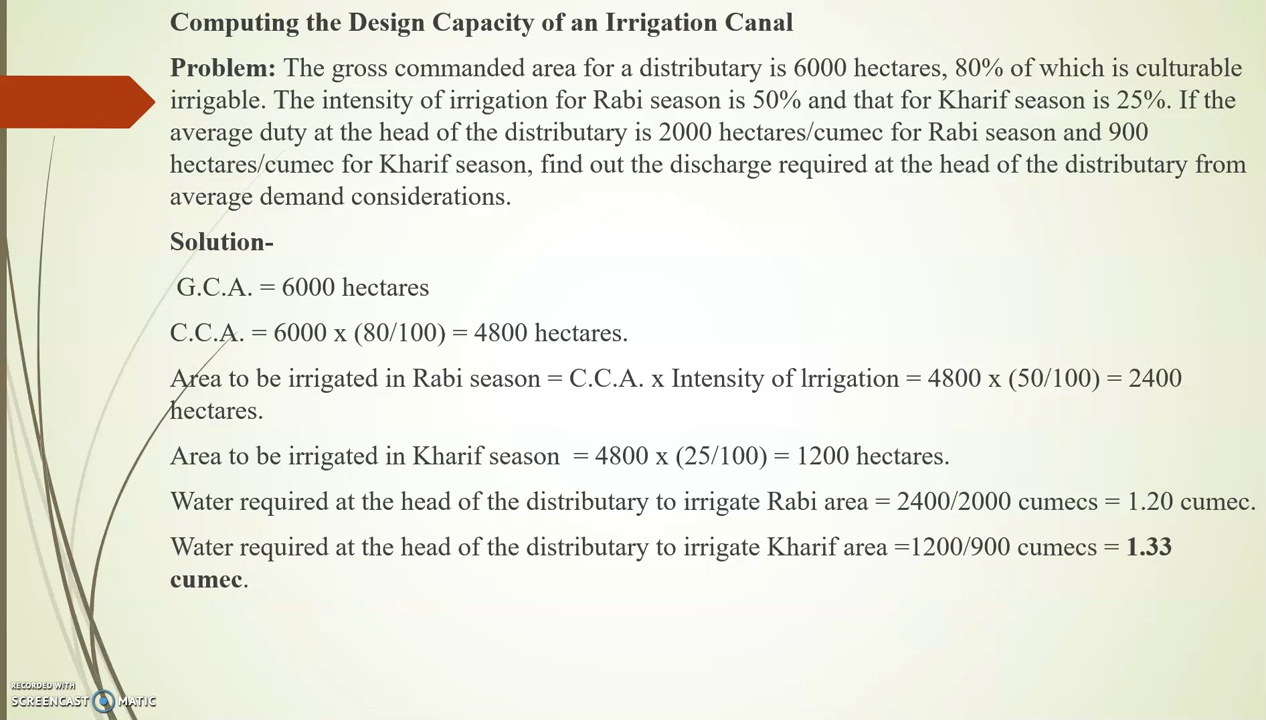 Computing the Design Capacity of an Irrigation Canal
Problem: The gross commanded area for a distributary is 6000 hectares, 80% of which is culturable
irrigable. The intensity of irrigation for Rabi season is 50% and that for Kharif season is 25%. If the
average duty at the head of the distributary is 2000 hectares/cumec for Rabi season and 900
hectares/cumec for Kharif season, find out the discharge required at the head of the distributary from
average demand considerations.
Solution-
G.C.A. = 6000 hectares
C.C.A. = 6000 x (80/100) = 4800 hectares.
Area to be irrigated in Rabi season = C.C.A. x Intensity of lrrigation = 4800 x (50/100) = 2400
hectares.
Area to be irrigated in Kharif season = 4800 x (25/100) = 1200 hectares.
Water required at the head of the distributary to irrigate Rabi area = 2400/2000 cumecs = 1.20 cumec.
Water required at the head of the distributary to irrigate Kharif area =1200/900 cumecs = 1.33
cumec.
RECORDED WITH
SCREENCAST MATIC